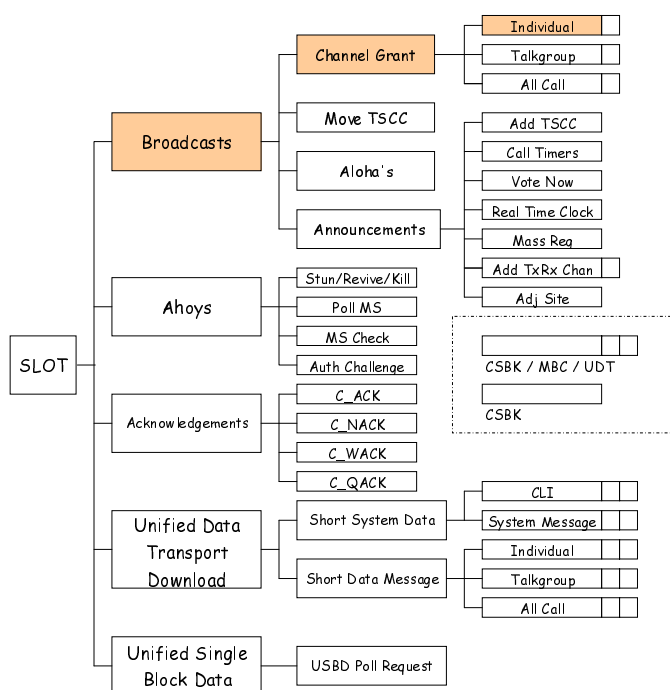 SLOT
Broadcasts
Channel Grant
Individual
Talkgroup
All Call
Move TSCC
Aloha's
Announcements
Add TSCC
Call Timers
Vote Now
Real Time Clock
Mass Req
Add TxRx Chan
Adj Site
Ahoys
Stun/Revive/Kill
Poll MS
MS Check
Auth Challenge
CSBK / MBC / UDT
CSBK
Acknowledgements
C_ACK
C_NACK
C_WACK
C_QACK
Unified Data
Transport
Download
Short System Data
CLI
System Message
Short Data Message
Individual
Talkgroup
All Call
Unified Single
Block Data
USBD Poll Request